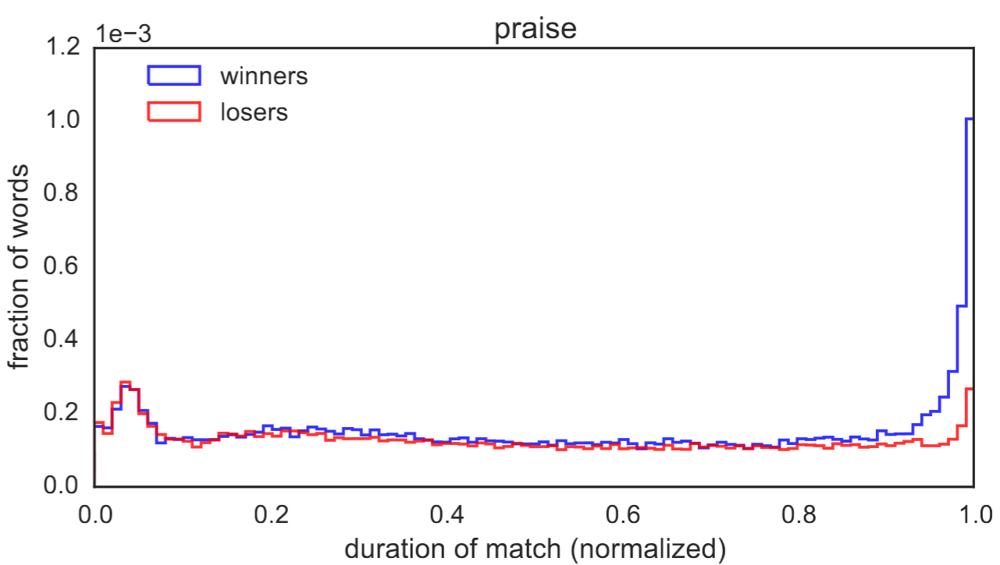 praise
1e−3
1.2
1.0
0.8
0.6
0.4
0.2
0.0
fraction of words
winners
losers
0.0 0.2 0.4 0.6 0.8 1.0
duration of match (normalized)